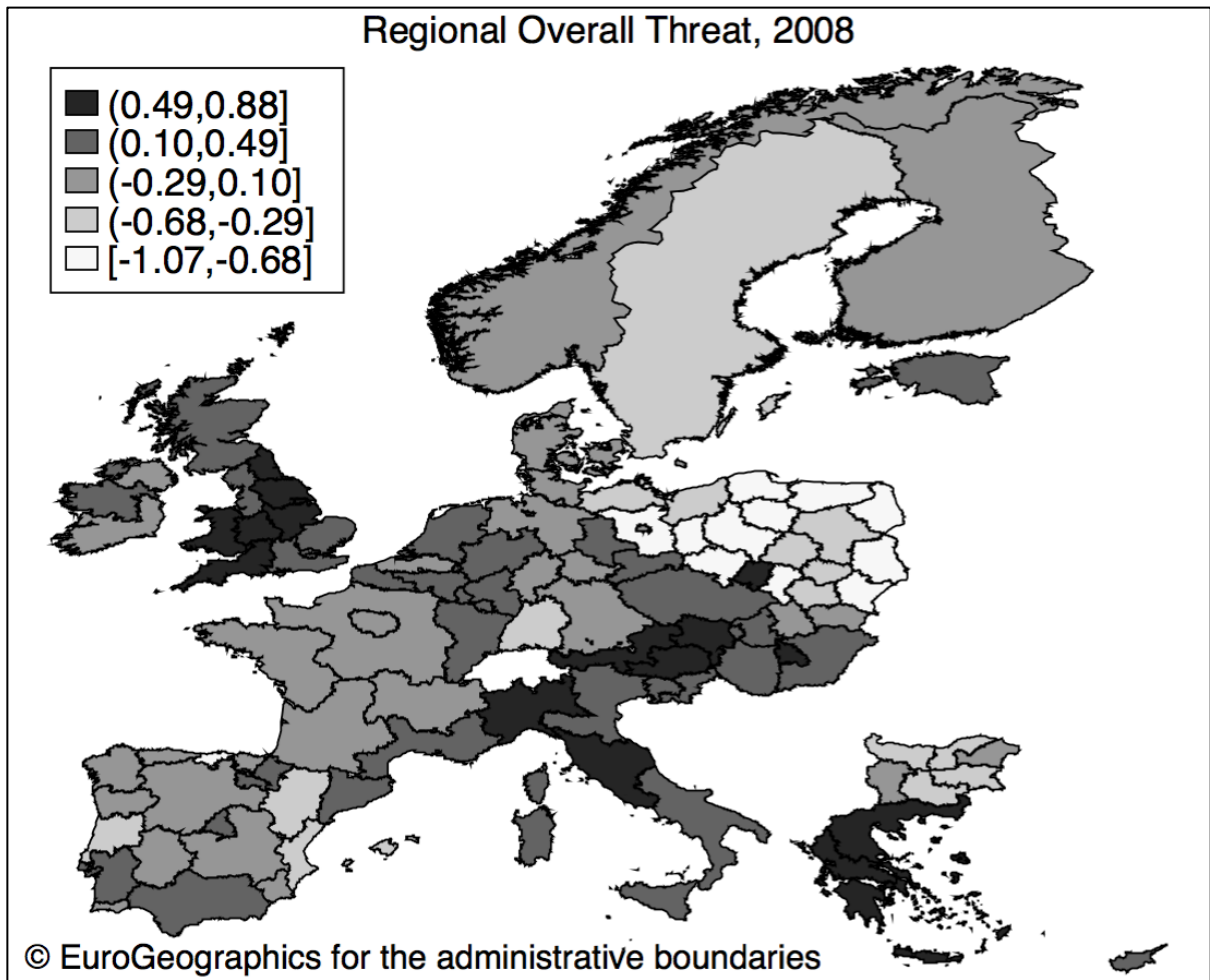 Regional Overall Threat, 2008
(0.49,0.88]
(0.10,0.49]
(-0.29,0.10]
(-0.68,-0.29]
[-1.07,-0.68]
© EuroGeographics for the administrative boundaries